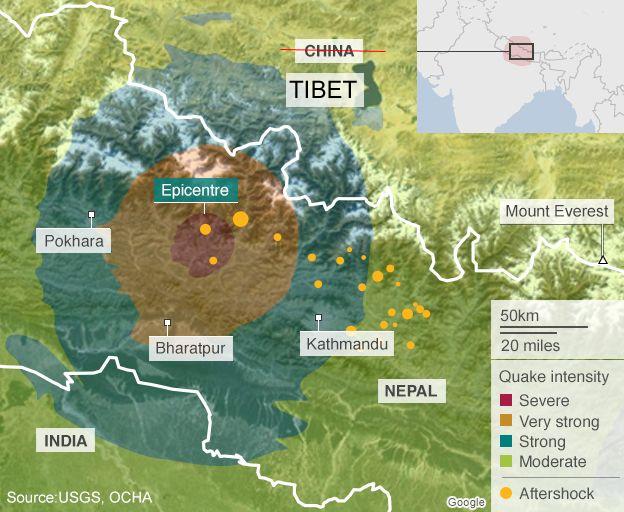 CHINA
TIBET
Epicentre
Mount Everest
Pokhara
50km
20 miles
Bharatpur
Kathmandu
Quake intensity
Severe
NEPAL
Very strong
INDIA
Strong
Moderate
Source:USGS, OCHA
Google
Aftershock